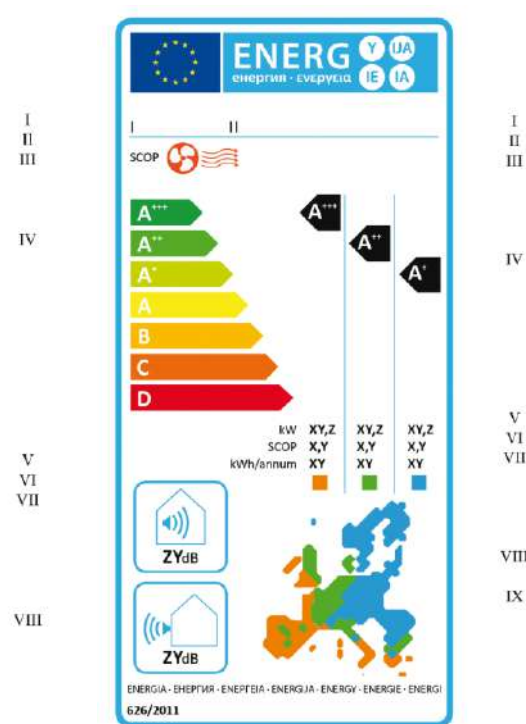 ENERG Y IJA
енергия · ενεργεια IE IA
I I
II II
III III
I II
SCOP
A+++ A+++
IV A++ A++
IV A+ A+
A
B
C
D
kW XY,Z XY,Z XY,Z V
SCOP X,Y X,Y X,Y VI
kWh/annum XY XY XY VII
V
VI
VII
ZYdB
VIII
IX
VIII
ZYdB
ENERGIA · ЕНЕРГИЯ · ΕΝΕΡΓΕΙΑ · ENERGIJA · ENERGY · ENERGIE · ENERGI
626/2011